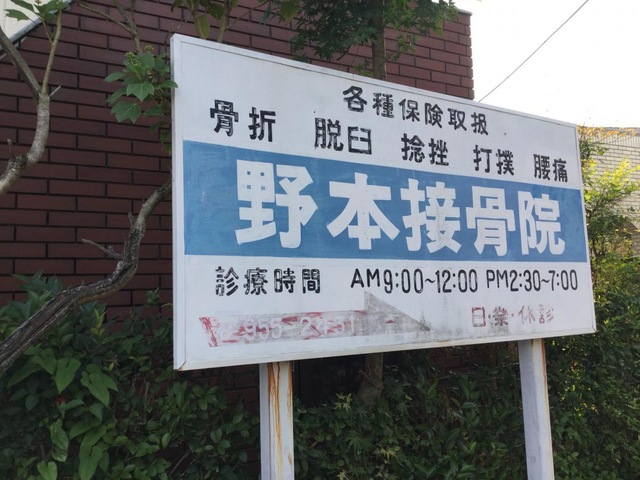 各種保険取扱
骨折 脱臼 捻挫 打撲 腰痛
野本接骨院
診療時間 AM9:00~12:00 PM2:30~7:00
日・業・休診